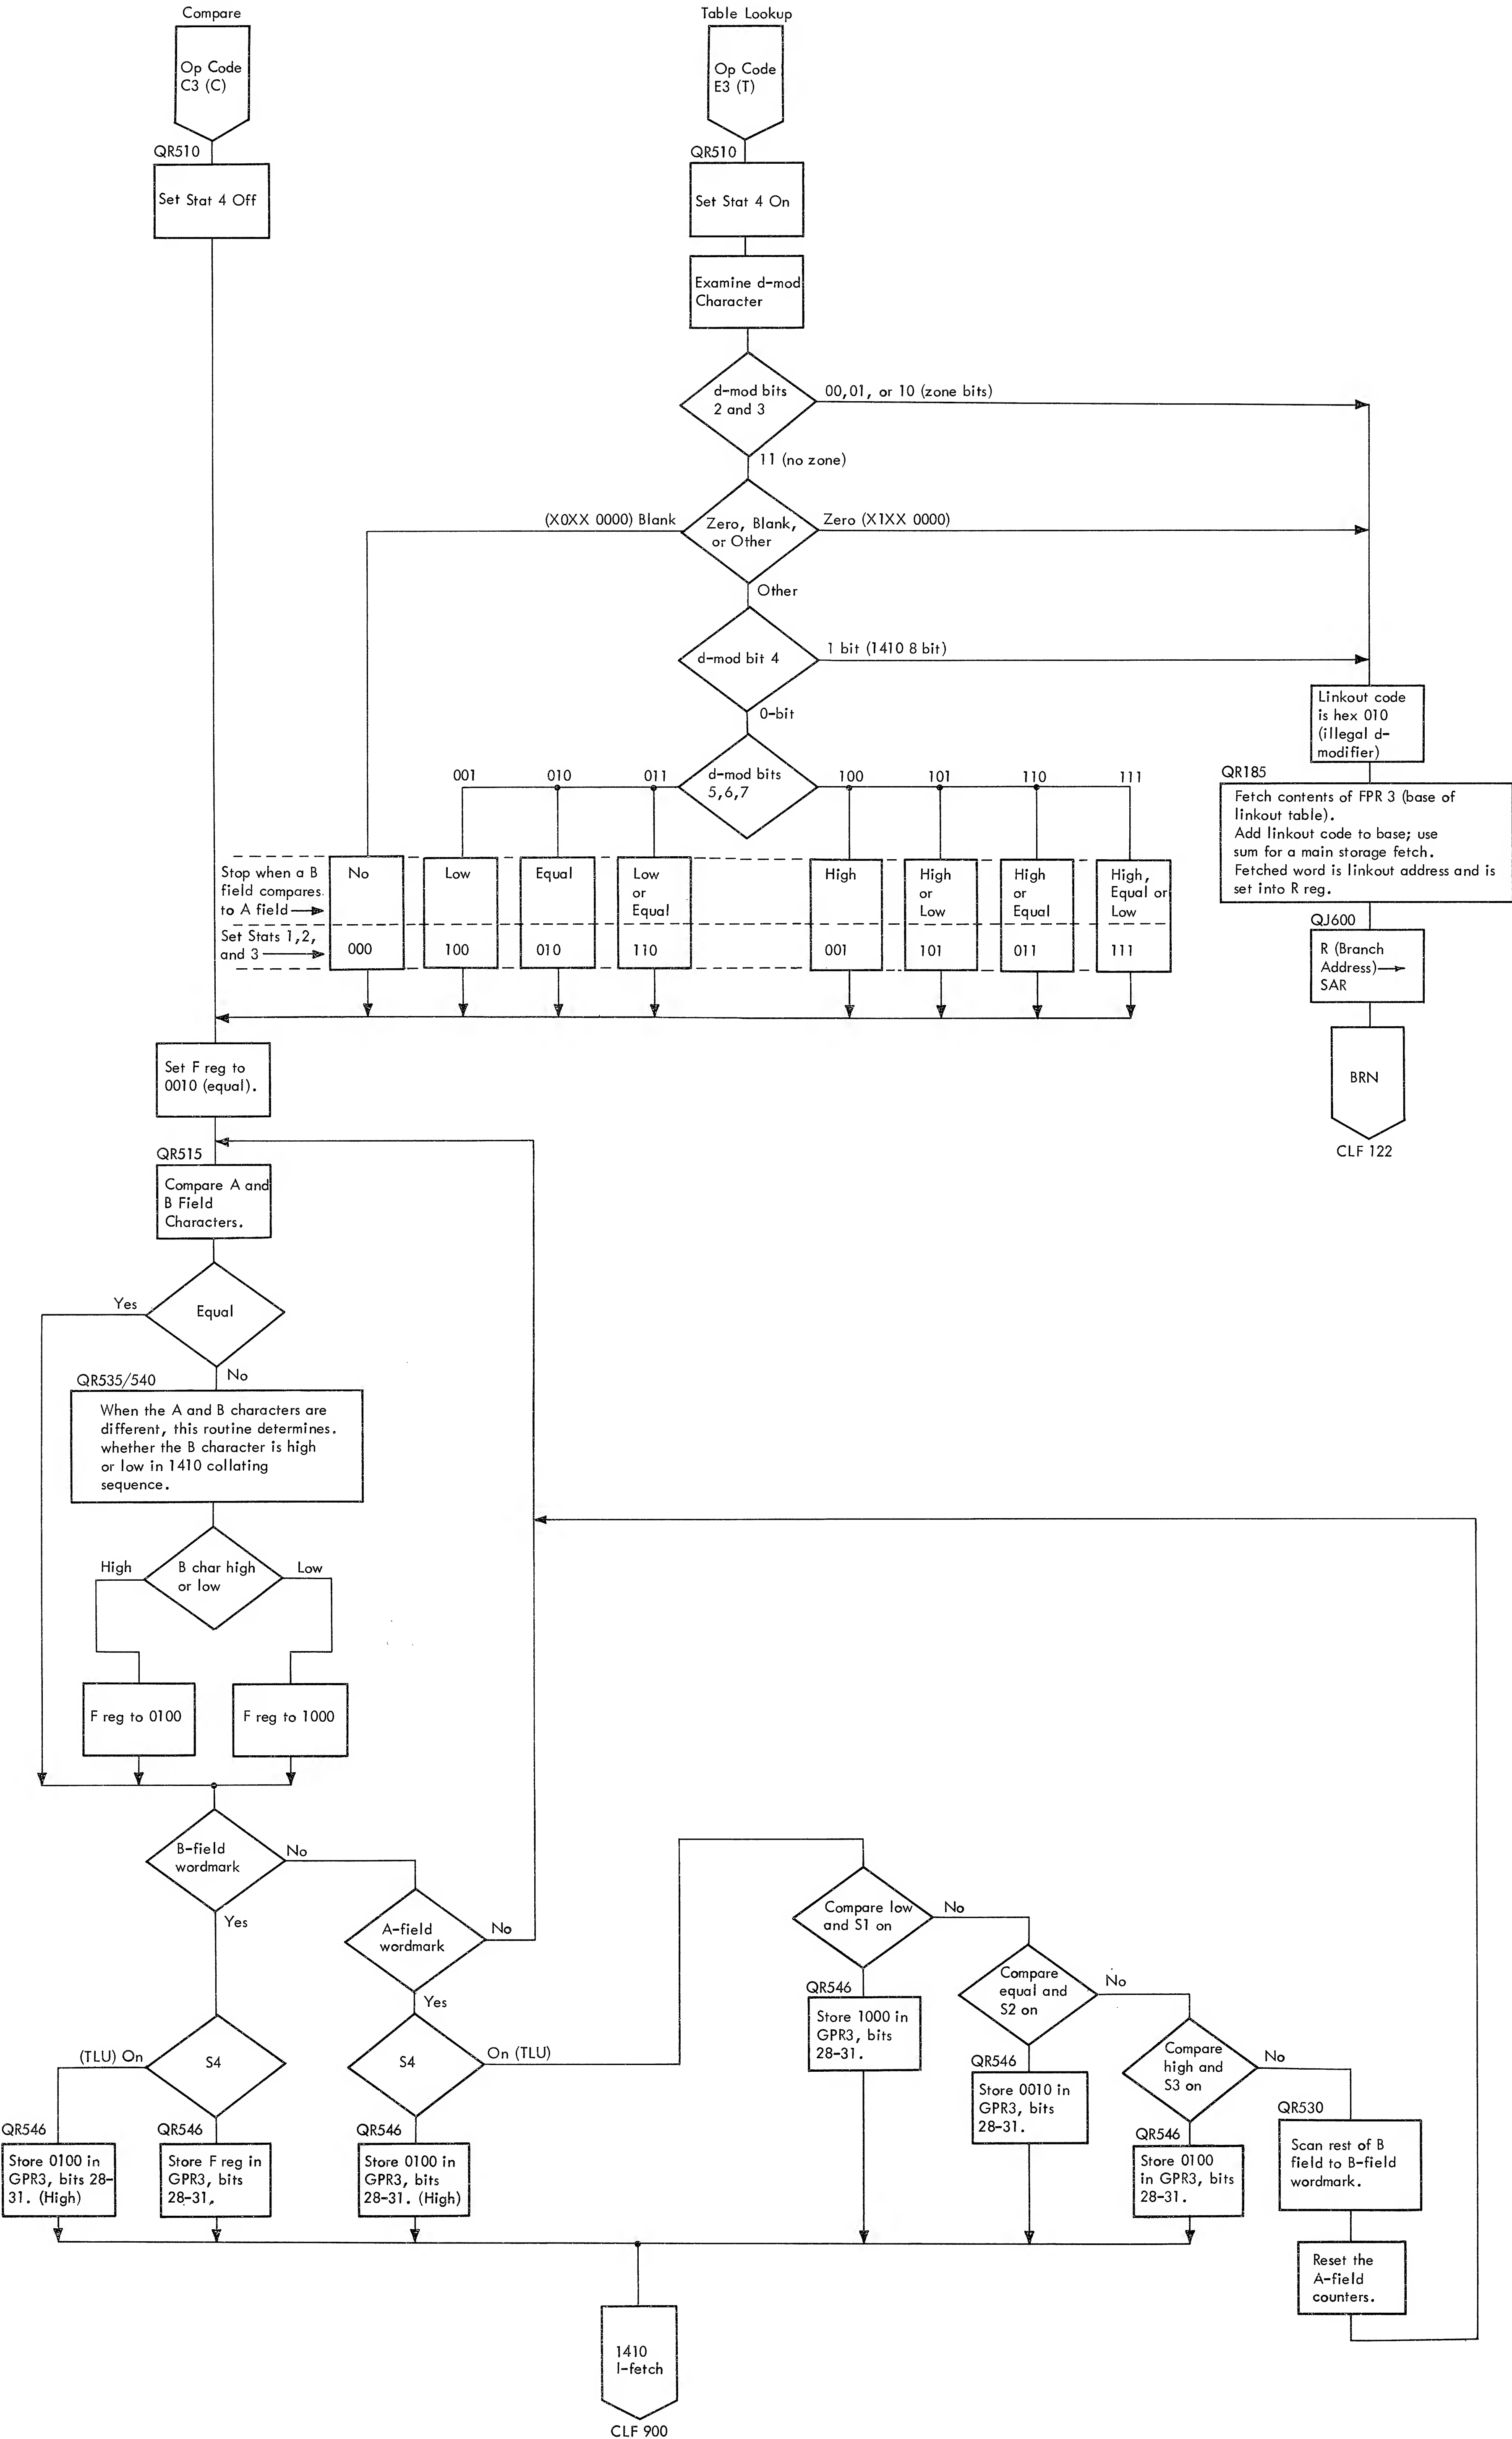 Compare
Op Code
C3 (C)
QR510
Set Stat 4 Off
Table Lookup
Op Code
E3 (T)
QR510
Set Stat 4 On
Examine d-mod
Character
d-mod bits
2 and 3
00,01, or 10 (zone bits)
11 (no zone)
Zero, Blank,
or Other
(X0XX 0000) Blank
Zero (X1XX 0000)
Other
d-mod bit 4
1 bit (1410 8 bit)
0-bit
d-mod bits
5,6,7
001
010
011
100
101
110
111
Linkout code
is hex 010
(illegal d-
modifier)
QR185
Fetch contents of FPR 3 (base of
linkout table).
Add linkout code to base; use
sum for a main storage fetch.
Fetched word is linkout address and is
set into R reg.
QJ600
R (Branch
Address)
SAR
BRN
CLF 122
Stop when a B
field compares
to A field
No
Low
Equal
Low
or
Equal
High
High
or
Low
High
or
Equal
High,
Equal or
Low
Set Stats 1,2,
and 3
000
100
010
110
001
101
011
111
Set F reg to
0010 (equal).
QR515
Compare A and
B Field
Characters.
Equal
Yes
No
QR535/540
When the A and B characters are
different, this routine determines.
whether the B character is high
or low in 1410 collating
sequence.
B char high
or low
High
Low
F reg to 0100
F reg to 1000
B-field
wordmark
No
Yes
A-field
wordmark
No
Yes
S4
(TLU) On
S4
On (TLU)
QR546
Store 0100 in
GPR3, bits 28-
31. (High)
QR546
Store F reg in
GPR3, bits
28-31.
QR546
Store 0100 in
GPR3, bits
28-31. (High)
Compare low
and S1 on
No
QR546
Store 1000 in
GPR3, bits
28-31.
Compare
equal and
S2 on
No
QR546
Store 0010 in
GPR3, bits
28-31.
Compare
high and
S3 on
No
QR546
Store 0100
in GPR3, bits
28-31.
QR530
Scan rest of B
field to B-field
wordmark.
Reset the
A-field
counters.
1410
I-fetch
CLF 900